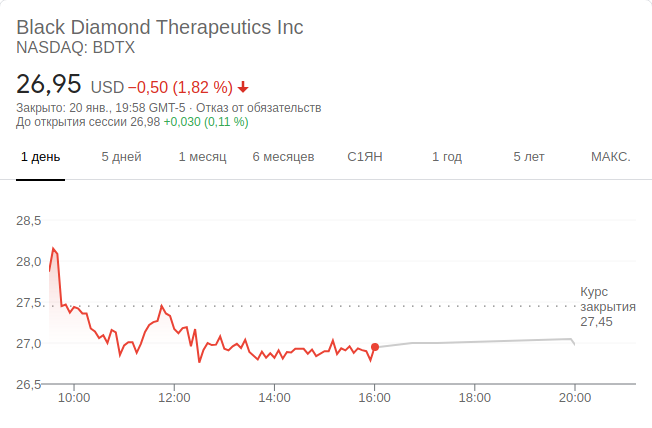 Black Diamond Therapeutics Inc
NASDAQ: BDTX
26,95 USD −0,50 (1,82 %)
Закрыто: 20 янв., 19:58 GMT-5 · Отказ от обязательств
До открытия сессии 26,98 +0,030 (0,11 %)
1 день 5 дней 1 месяц 6 месяцев С1ЯН 1 год 5 лет МАКС.
28,5
28,0
27,5
27,0
26,5
Курс
закрытия
27,45
10:00 12:00 14:00 16:00 18:00 20:00